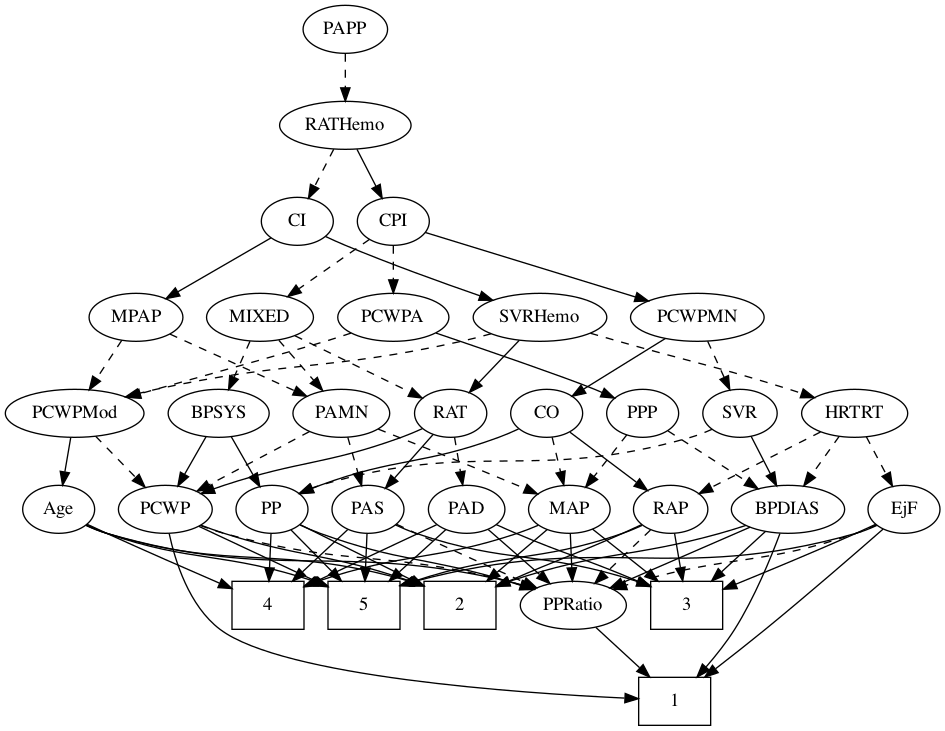 PAPP
RATHemo
CI CPI
MPAP MIXED PCWPA SVRHemo PCWPMN
PCWPMod BPSYS PAMN RAT CO PPP SVR HRTRT
Age PCWP PP PAS PAD MAP RAP BPDIAS EjF
4 5 2 PPRatio 3
1